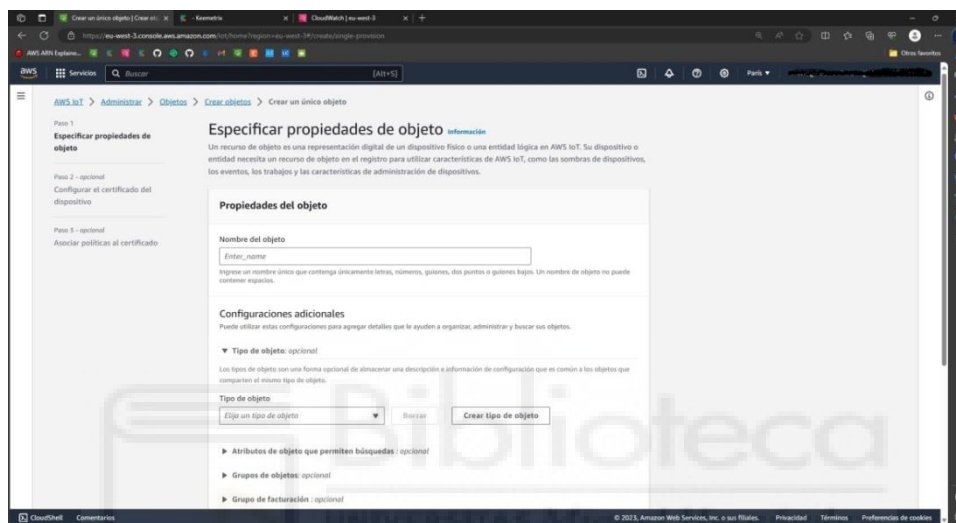 Crear un único objeto | Crear
Keemetrie
CloudWatch | eu-west-3
https://eu-west-3.console.aws.amazon.com/iot/home?region=eu-west-3#/create/single-provision
AWS ARN Explaine...
Otros favoritos
aws
Servicios
Buscar
[Alt+S]
Paris
AWS IoT > Administrar > Objetos > Crear objetos > Crear un único objeto
Paso 1
Especificar propiedades de
objeto
Paso 2 - opcional
Configurar el certificado del
dispositivo
Paso 3 - opcional
Asociar políticas al certificado
Especificar propiedades de objeto Información
Un recurso de objeto es una representación digital de un dispositivo físico o una entidad lógica en AWS IoT. Su dispositivo o
entidad necesita un recurso de objeto en el registro para utilizar características de AWS IoT, como las sombras de dispositivos,
los eventos, los trabajos y las características de administración de dispositivos.
Propiedades del objeto
Nombre del objeto
Enter_name
Ingrese un nombre único que contenga únicamente letras, números, guiones, dos puntos o guiones bajos. Un nombre de objeto no puede
contener espacios.
Configuraciones adicionales
Puede utilizar estas configuraciones para agregar detalles que le ayuden a organizar, administrar y buscar sus objetos.
Tipo de objeto: opcional
Los tipos de objeto son una forma opcional de almacenar una descripción e información de configuración que es común a los objetos que
comparten el mismo tipo de objeto.
Tipo de objeto
Elija un tipo de objeto
Borrar
Crear tipo de objeto
Atributos de objeto que permiten búsquedas : opcional
Grupos de objetos: opcional
Grupo de facturación : opcional
Biblioteca
CloudShell
Comentarios
© 2023, Amazon Web Services, Inc. o sus filiales.
Privacidad
Términos
Preferencias de cookies